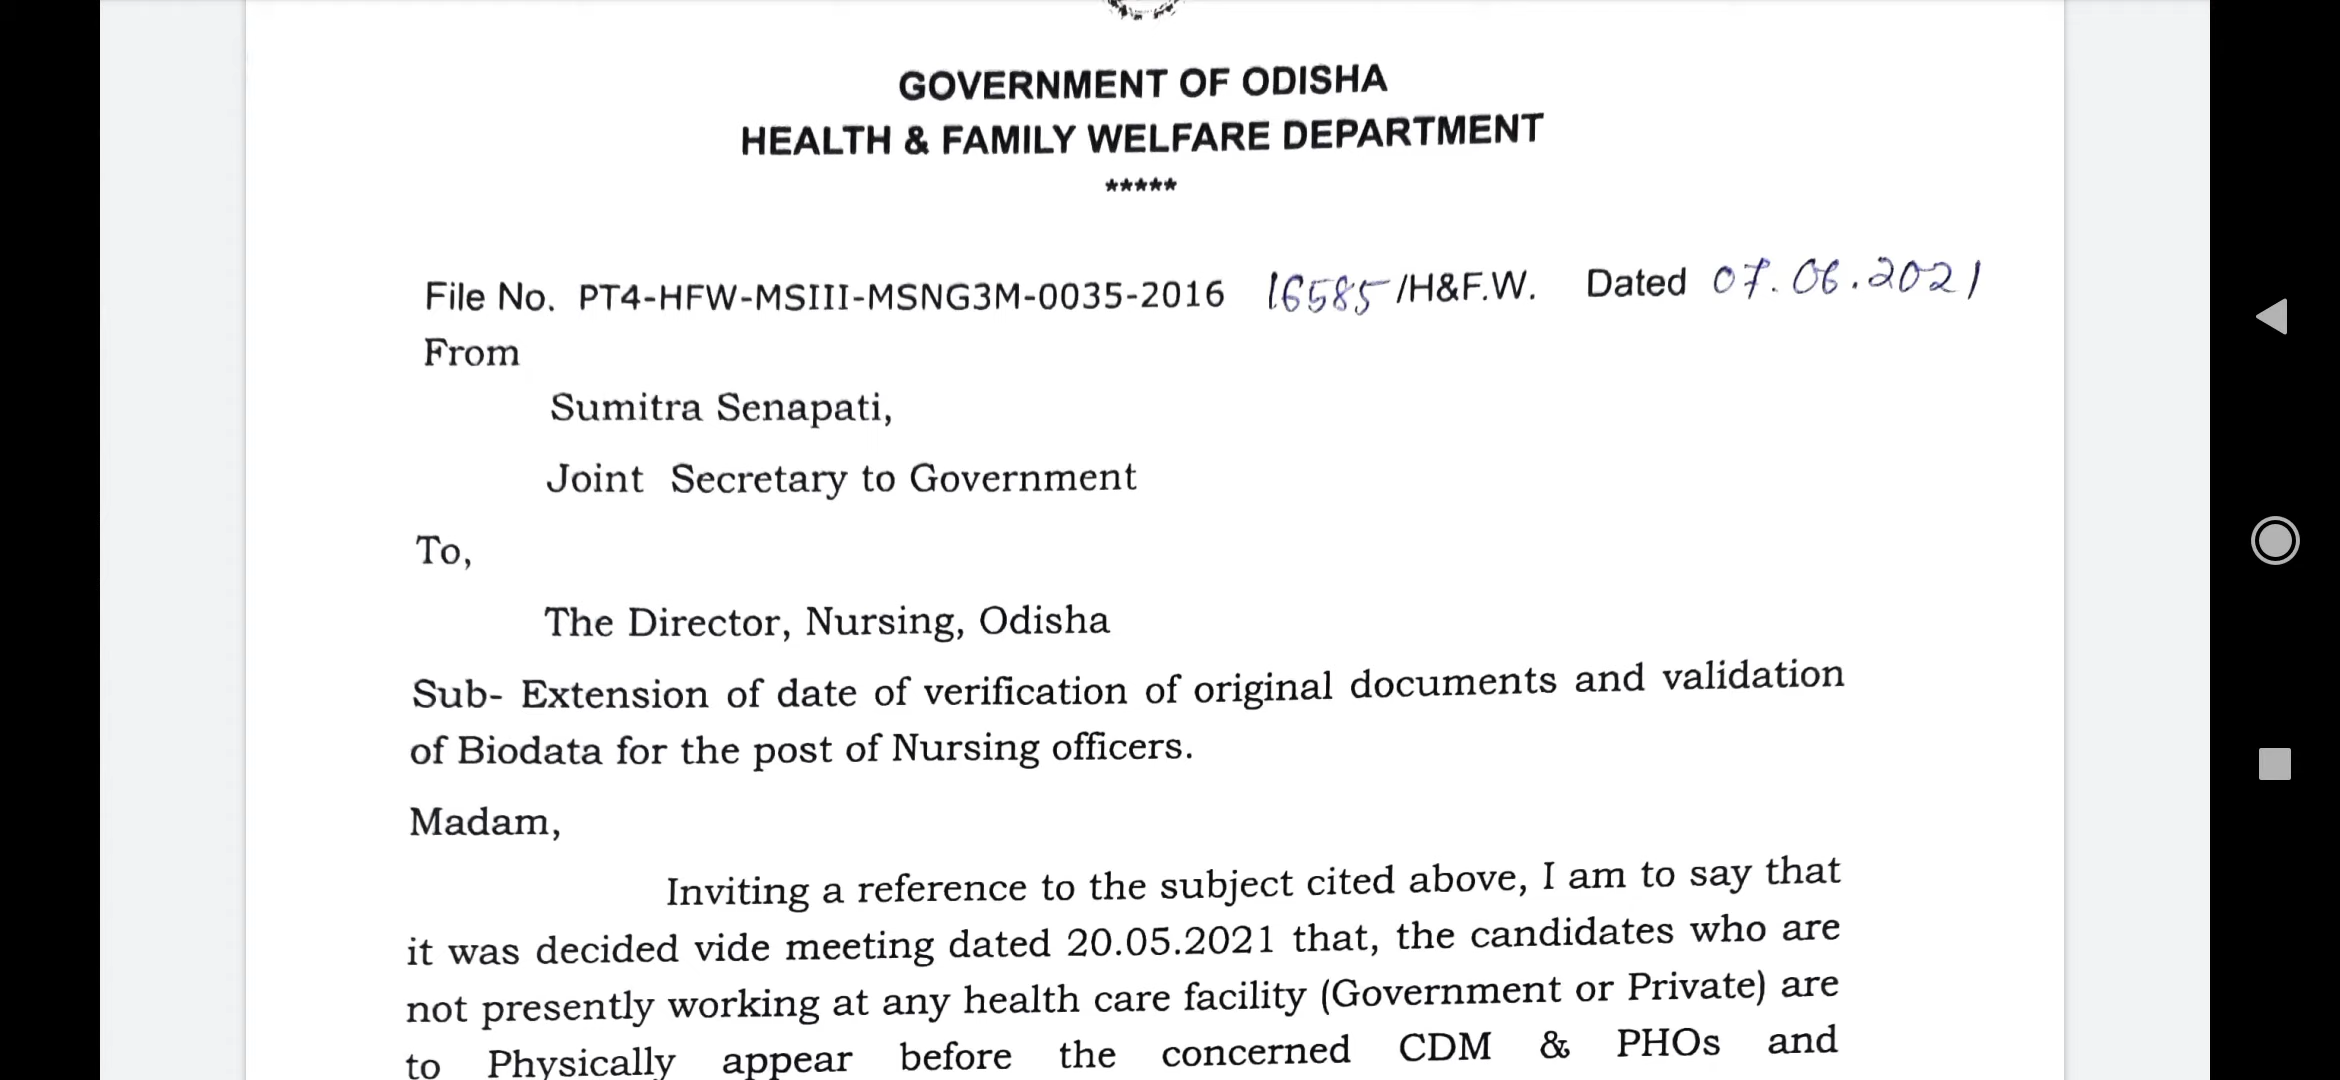 GOVERNMENT OF ODISHA
HEALTH & FAMILY WELFARE DEPARTMENT
*****
File No. PT4-HFW-MSIII-MSNG3M-0035-2016 16585/H&F.W. Dated 07.06.2021
From
Sumitra Senapati,
Joint Secretary to Government
To,
The Director, Nursing, Odisha
Sub- Extension of date of verification of original documents and validation
of Biodata for the post of Nursing officers.
Madam,
Inviting a reference to the subject cited above, I am to say that
it was decided vide meeting dated 20.05.2021 that, the candidates who are
not presently working at any health care facility (Government or Private) are
to Physically appear before the concerned CDM & PHOs and